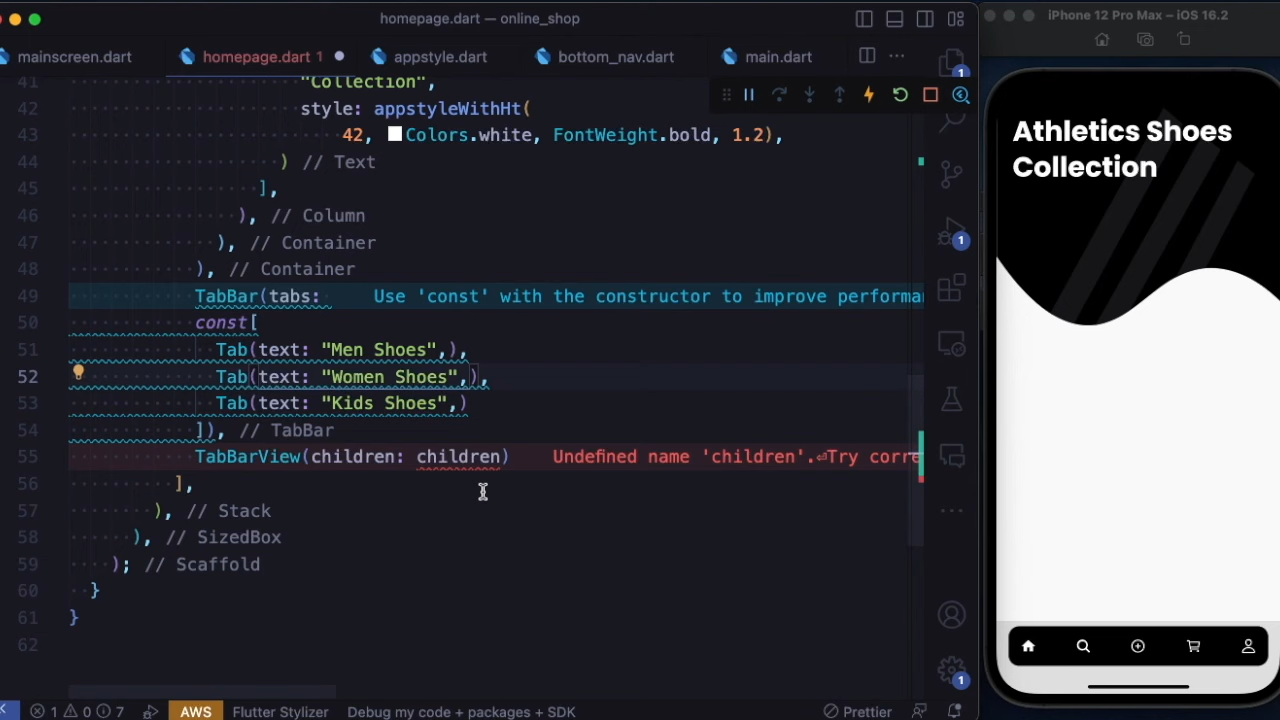 homepage.dart — online_shop
iPhone 12 Pro Max – iOS 16.2
mainscreen.dart
homepage.dart 1
appstyle.dart
bottom_nav.dart
main.dart
41 "Collection",
42 style: appstyleWithHt(
43 42, Colors.white, FontWeight.bold, 1.2),
44 ) // Text
45 ],
46 ), // Column
47 ), // Container
48 ), // Container
49 TabBar(tabs: Use 'const' with the constructor to improve performa
50 const[
51 Tab(text: "Men Shoes",),
52 Tab(text: "Women Shoes",),
53 Tab(text: "Kids Shoes",)
54 ]), // TabBar
55 TabBarView(children: children) Undefined name 'children'.⏎Try corre
56 ],
57 ), // Stack
58 ), // SizedBox
59 ); // Scaffold
60 }
61 }
62
1
1
1
Athletics Shoes
Collection
1 0 7 AWS Flutter Stylizer Debug my code + packages + SDK Prettier